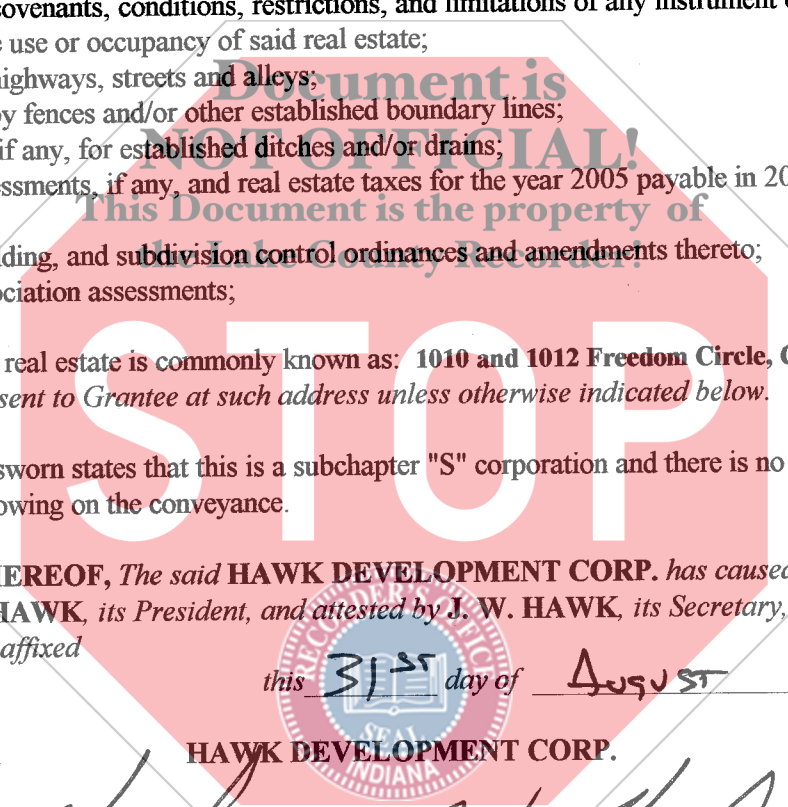 covenants, conditions, restrictions, and limitations of any instrument
use or occupancy of said real estate;
highways, streets and alleys;
Document is
by fences and/or other established boundary lines;
NOT OFFICIAL!
if any, for established ditches and/or drains;
essments, if any, and real estate taxes for the year 2005 payable in 20
This Document is the property of
ding, and subdivision control ordinances and amendments thereto;
the Lake County Recorder!
ociation assessments;
STOP
real estate is commonly known as: 1010 and 1012 Freedom Circle, C
sent to Grantee at such address unless otherwise indicated below.
sworn states that this is a subchapter "S" corporation and there is no
owing on the conveyance.
HEREOF, The said HAWK DEVELOPMENT CORP. has caused
HAWK, its President, and attested by J. W. HAWK, its Secretary,
affixed
this 31ST day of AUGUST
RECORDER'S OFFICE
SEAL
INDIANA
HAWK DEVELOPMENT CORP.